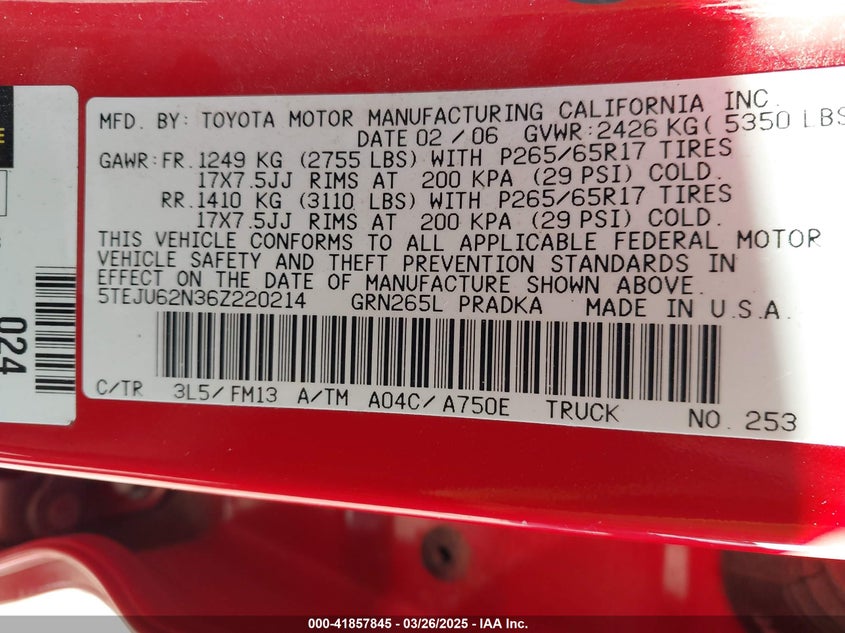 MFD. BY: TOYOTA MOTOR MANUFACTURING CALIFORNIA INC.
DATE 02 / 06 GVWR: 2426 KG ( 5350 LBS
GAWR: FR. 1249 KG (2755 LBS) WITH P265/65R17 TIRES
17X7.5JJ RIMS AT 200 KPA (29 PSI) COLD.
RR. 1410 KG (3110 LBS) WITH P265/65R17 TIRES
17X7.5JJ RIMS AT 200 KPA (29 PSI) COLD.
THIS VEHICLE CONFORMS TO ALL APPLICABLE FEDERAL MOTOR
VEHICLE SAFETY AND THEFT PREVENTION STANDARDS IN
EFFECT ON THE DATE OF MANUFACTURE SHOWN ABOVE.
5TEJU62N36Z220214 GRN265L PRADKA MADE IN U.S.A.
C/TR 3L5/FM13 A/TM A04C/A750E TRUCK NO. 253
024
000-41857845 - 03/26/2025 - IAA Inc.